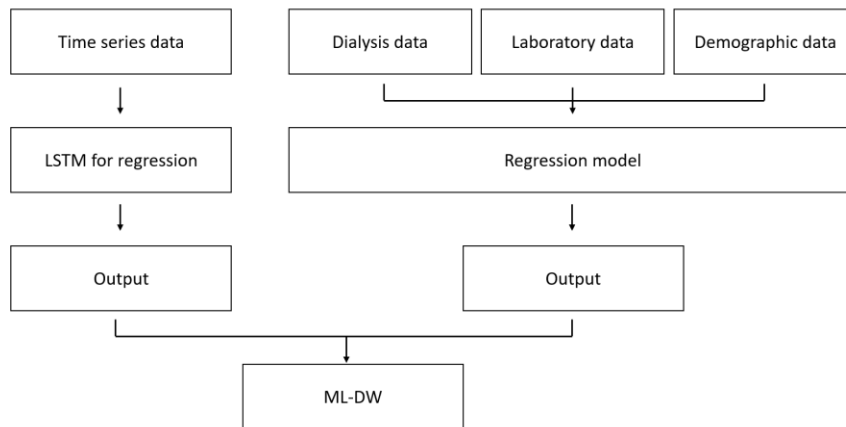 Time series data
Dialysis data
Laboratory data
Demographic data
LSTM for regression
Regression model
Output
Output
ML-DW